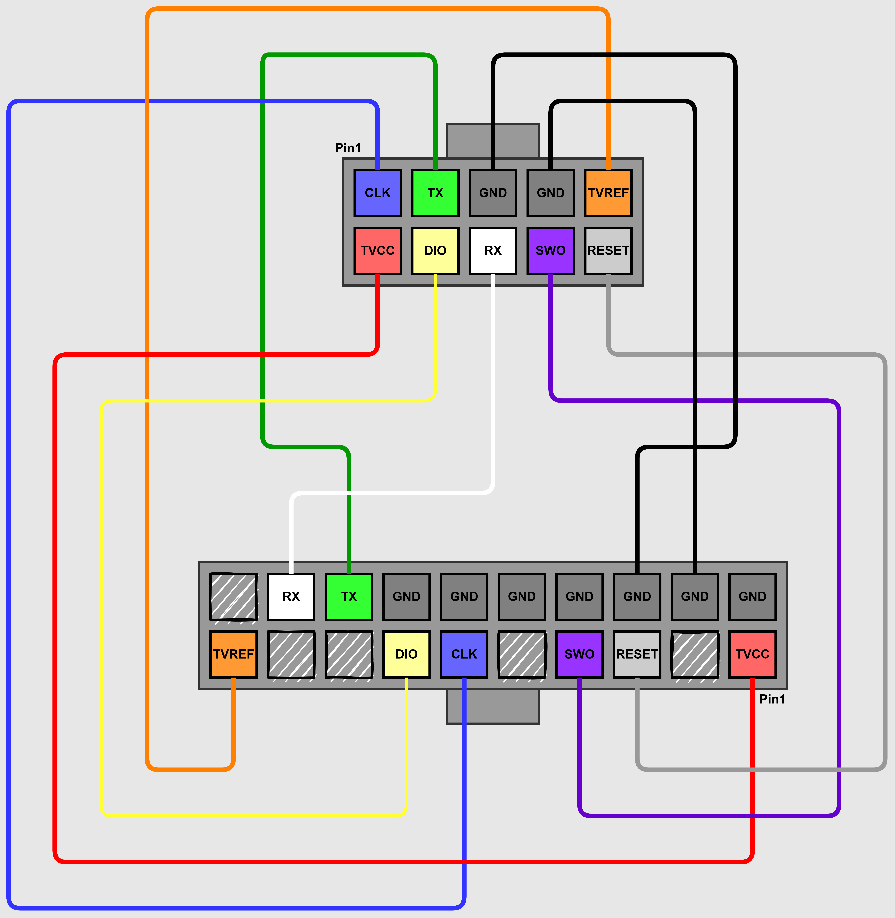 Pin1
CLK TX GND GND TVREF
TVCC DIO RX SWO RESET
RX TX GND GND GND GND GND GND GND
TVREF DIO CLK SWO RESET TVCC
Pin1